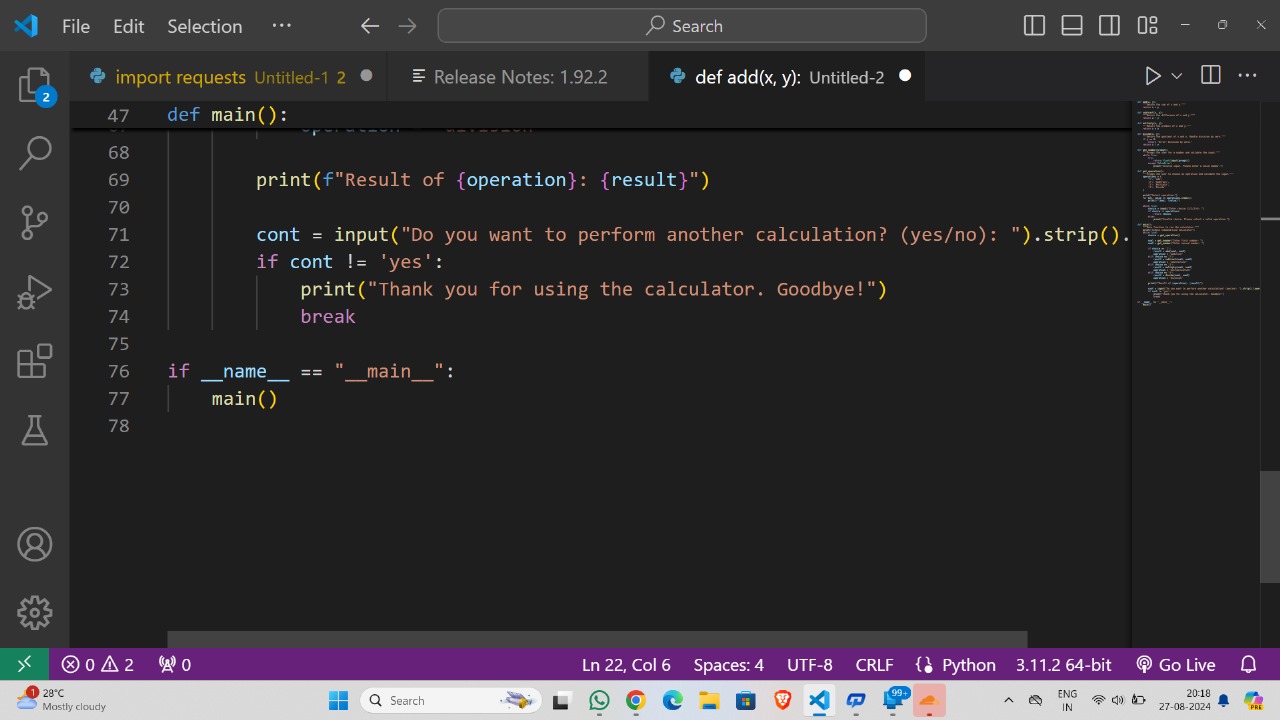 File Edit Selection ···
Search
import requests Untitled-1 2
Release Notes: 1.92.2
def add(x, y): Untitled-2
2
47 def main():
68
69 print(f"Result of {operation}: {result}")
70
71 cont = input("Do you want to perform another calculation? (yes/no): ").strip().
72 if cont != 'yes':
73 print("Thank you for using the calculator. Goodbye!")
74 break
75
76 if __name__ == "__main__":
77 main()
78
0 2 0 Ln 22, Col 6 Spaces: 4 UTF-8 CRLF Python 3.11.2 64-bit Go Live
1 28°C
Mostly cloudy
Search
99+
PRE
ENG
IN
20:18
27-08-2024